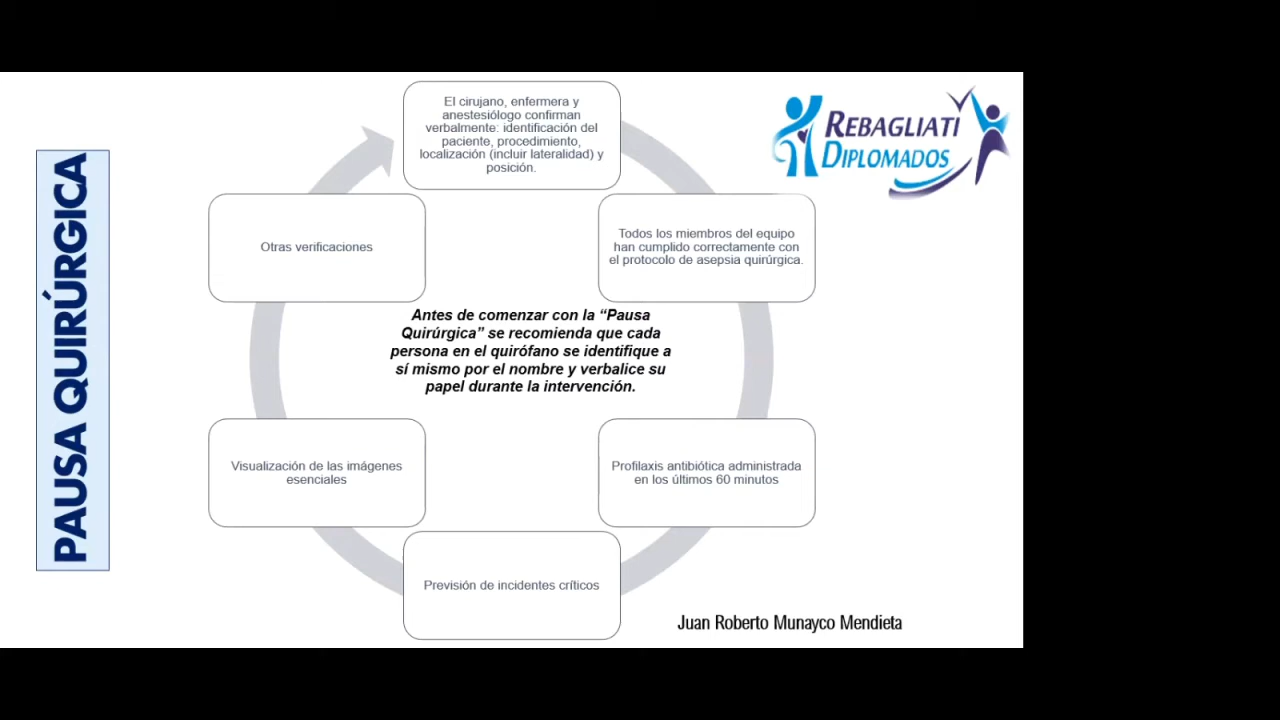 PAUSA QUIRÚRGICA
REBAGLIATI
DIPLOMADOS
El cirujano, enfermera y
anestesiólogo confirman
verbalmente: identificación del
paciente, procedimiento,
localización (incluir lateralidad) y
posición.
Todos los miembros del equipo
han cumplido correctamente con
el protocolo de asepsia quirúrgica.
Profilaxis antibiótica administrada
en los últimos 60 minutos
Previsión de incidentes críticos
Visualización de las imágenes
esenciales
Otras verificaciones
Antes de comenzar con la “Pausa
Quirúrgica” se recomienda que cada
persona en el quirófano se identifique a
sí mismo por el nombre y verbalice su
papel durante la intervención.
Juan Roberto Munayco Mendieta